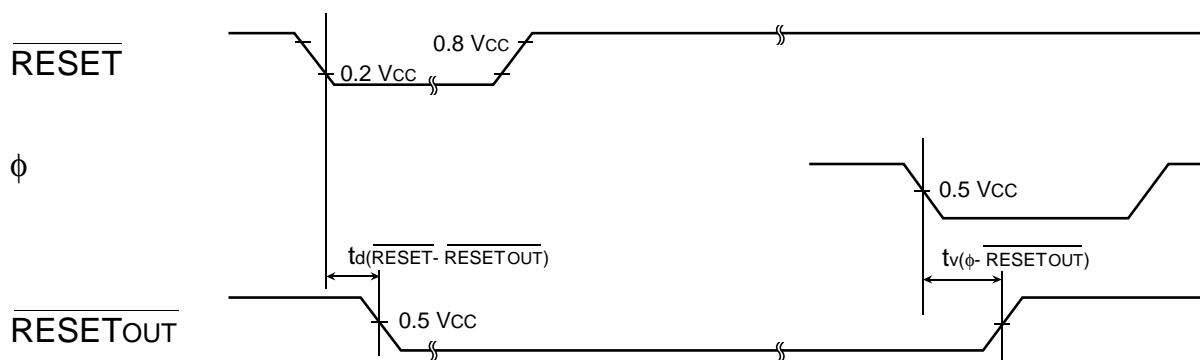 RESET
0.8 VCC
0.2 VCC
ϕ
0.5 VCC
td(RESET- RESETOUT)
tv(ϕ- RESETOUT)
RESETOUT
0.5 VCC